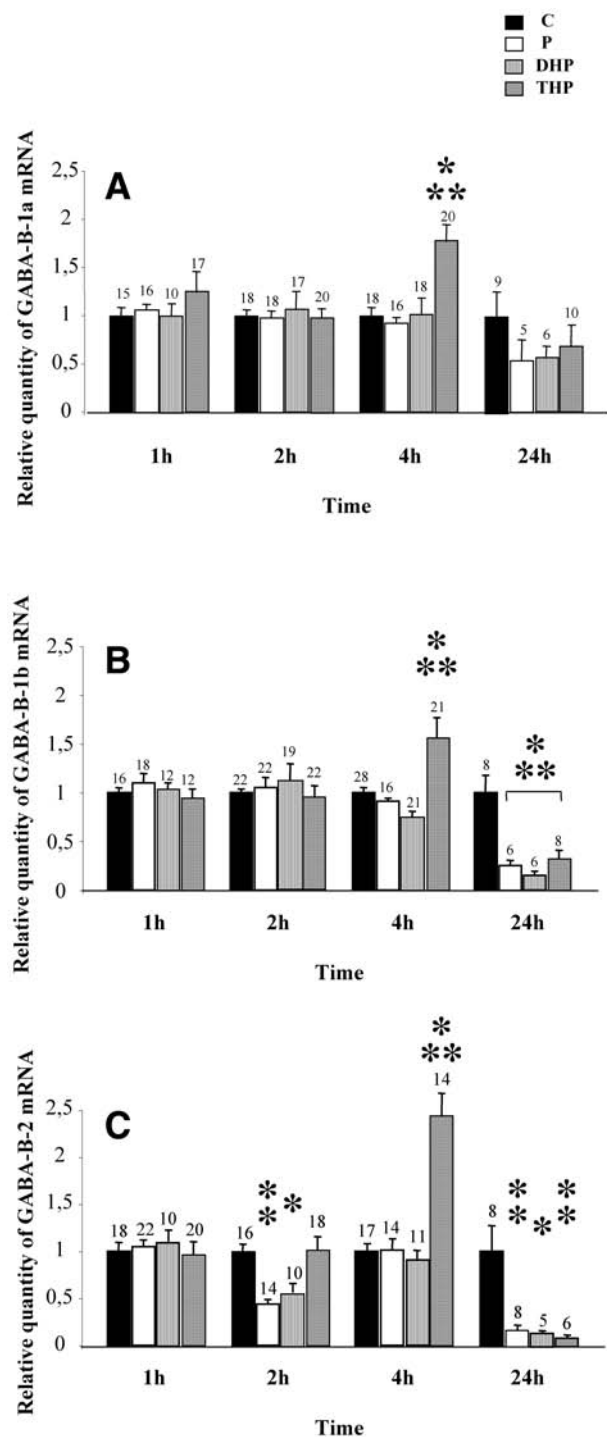 C
P
DHP
THP
A
Relative quantity of GABA-B-1a mRNA
2,5
2
1,5
1
0,5
0
15 16 10 17
18 18 17 20
18 16 18 20
9 5 6 10
*
**
1h 2h 4h 24h
Time
B
Relative quantity of GABA-B-1b mRNA
2,5
2
1,5
1
0,5
0
16 18 12 12
22 22 19 22
28 16 21 21
8 6 6 8
*
**
*
**
1h 2h 4h 24h
Time
C
Relative quantity of GABA-B-2 mRNA
2,5
2
1,5
1
0,5
0
18 22 10 20
16 14 10 18
17 14 11 14
8 8 5 6
** *
*
**
** * **
1h 2h 4h 24h
Time